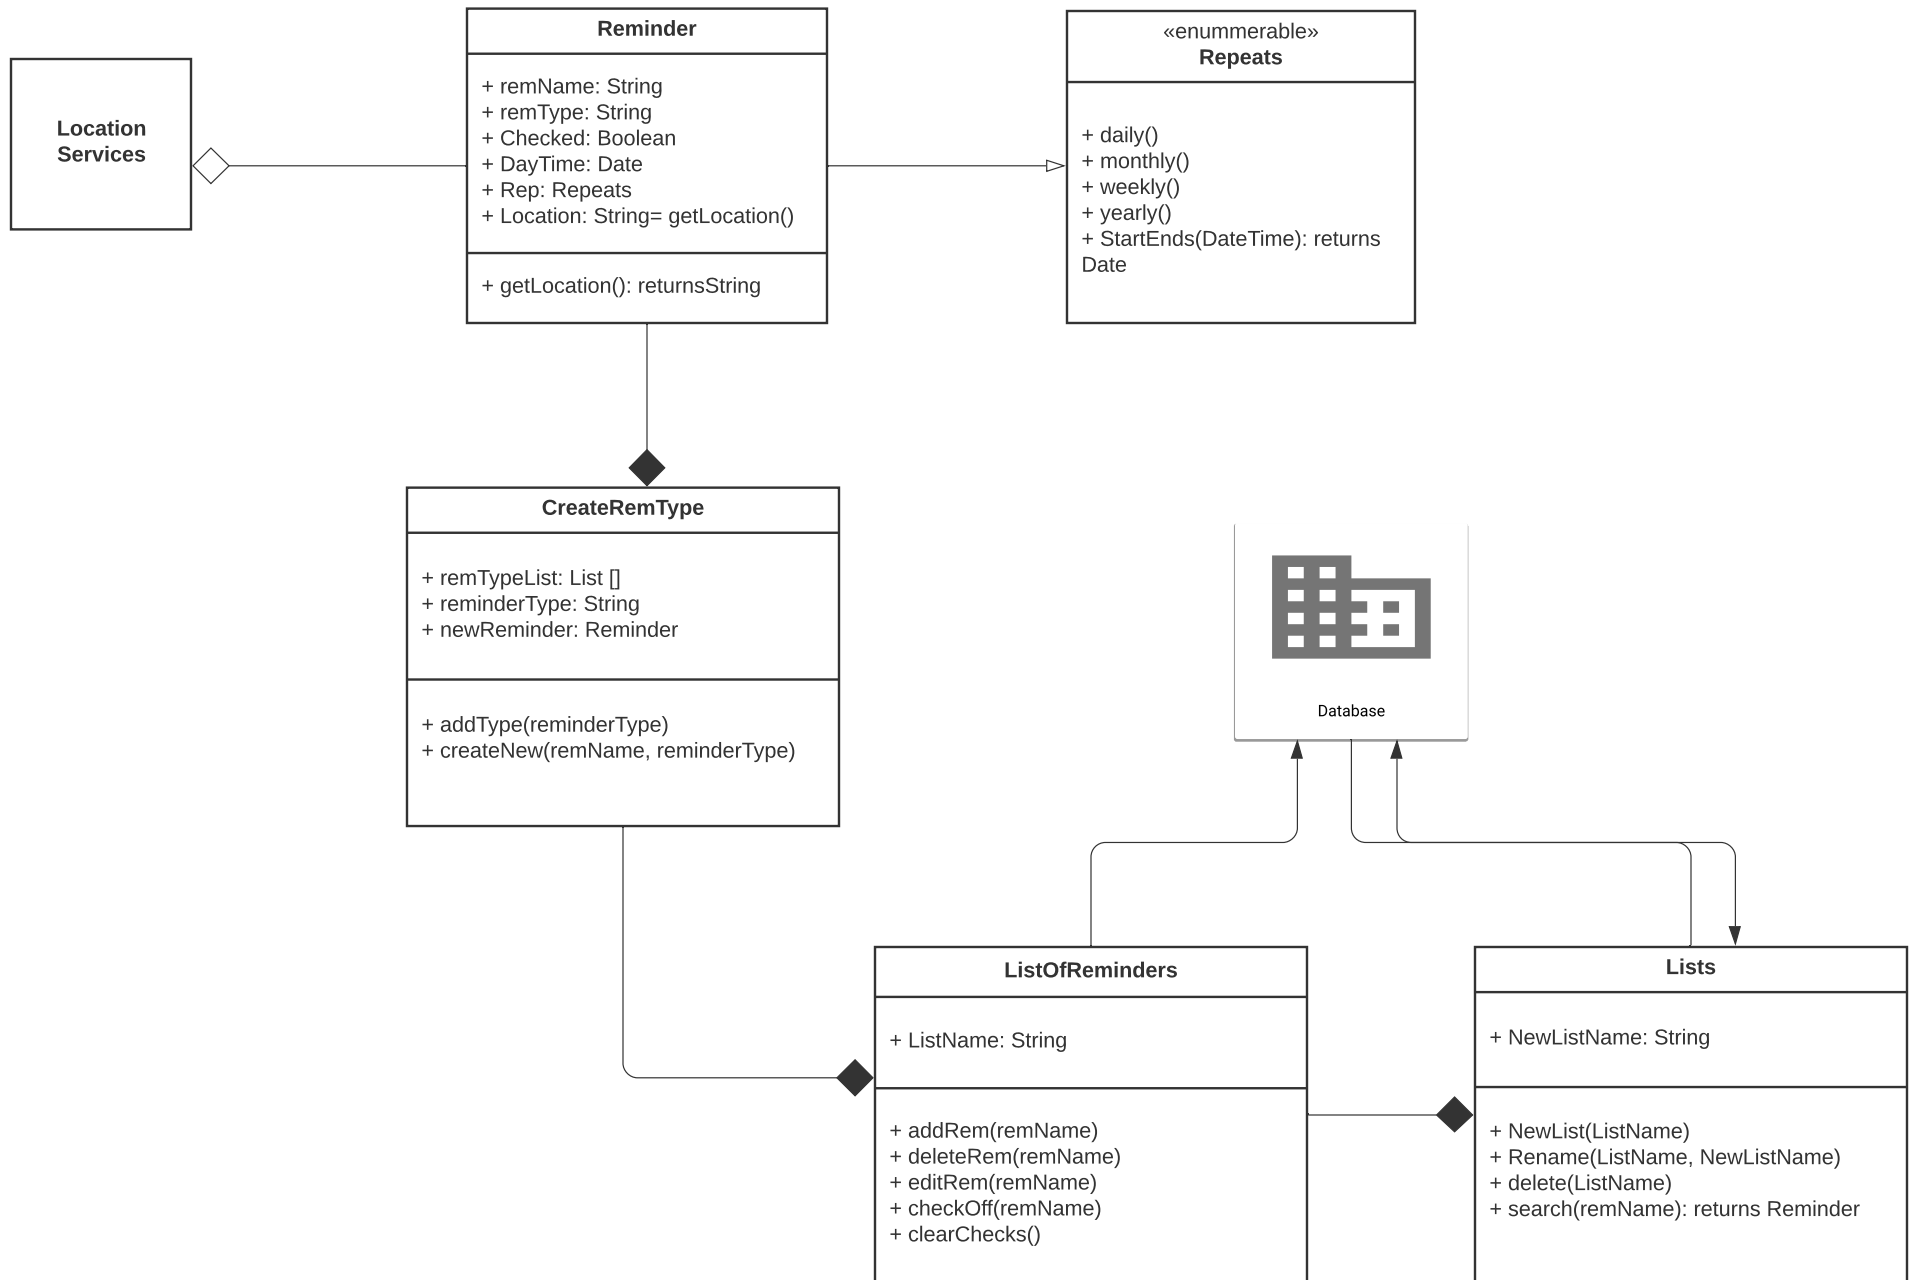 Location
Services
Reminder
+ remName: String
+ remType: String
+ Checked: Boolean
+ DayTime: Date
+ Rep: Repeats
+ Location: String= getLocation()
+ getLocation(): returnsString
«enummerable»
Repeats
+ daily()
+ monthly()
+ weekly()
+ yearly()
+ StartEnds(DateTime): returns
Date
CreateRemType
+ remTypeList: List []
+ reminderType: String
+ newReminder: Reminder
+ addType(reminderType)
+ createNew(remName, reminderType)
Database
ListOfReminders
+ ListName: String
+ addRem(remName)
+ deleteRem(remName)
+ editRem(remName)
+ checkOff(remName)
+ clearChecks()
Lists
+ NewListName: String
+ NewList(ListName)
+ Rename(ListName, NewListName)
+ delete(ListName)
+ search(remName): returns Reminder